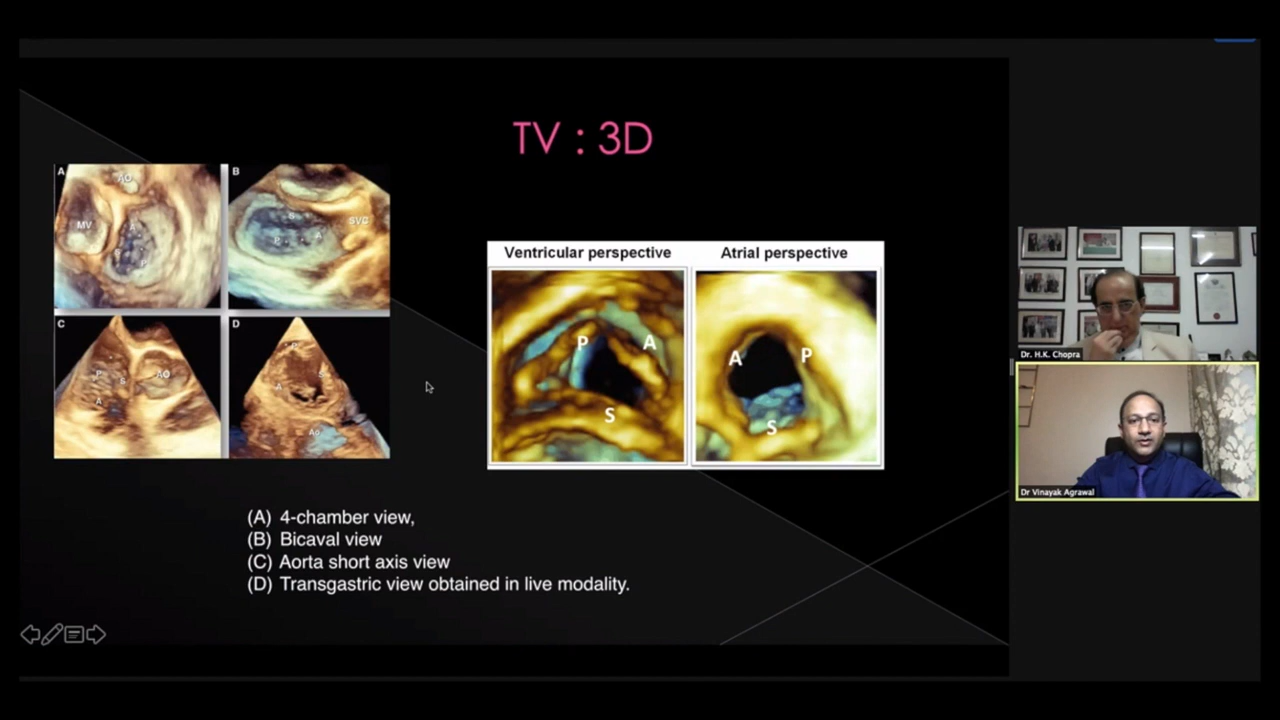 TV : 3D
A
AO
MV
A
P
B
S
SVC
P
A
C
P
S
AO
A
D
A
Ao
Ventricular perspective
Atrial perspective
P
A
S
A
P
S
(A) 4-chamber view,
(B) Bicaval view
(C) Aorta short axis view
(D) Transgastric view obtained in live modality.
Dr. H.K. Chopra
Dr Vinayak Agrawal